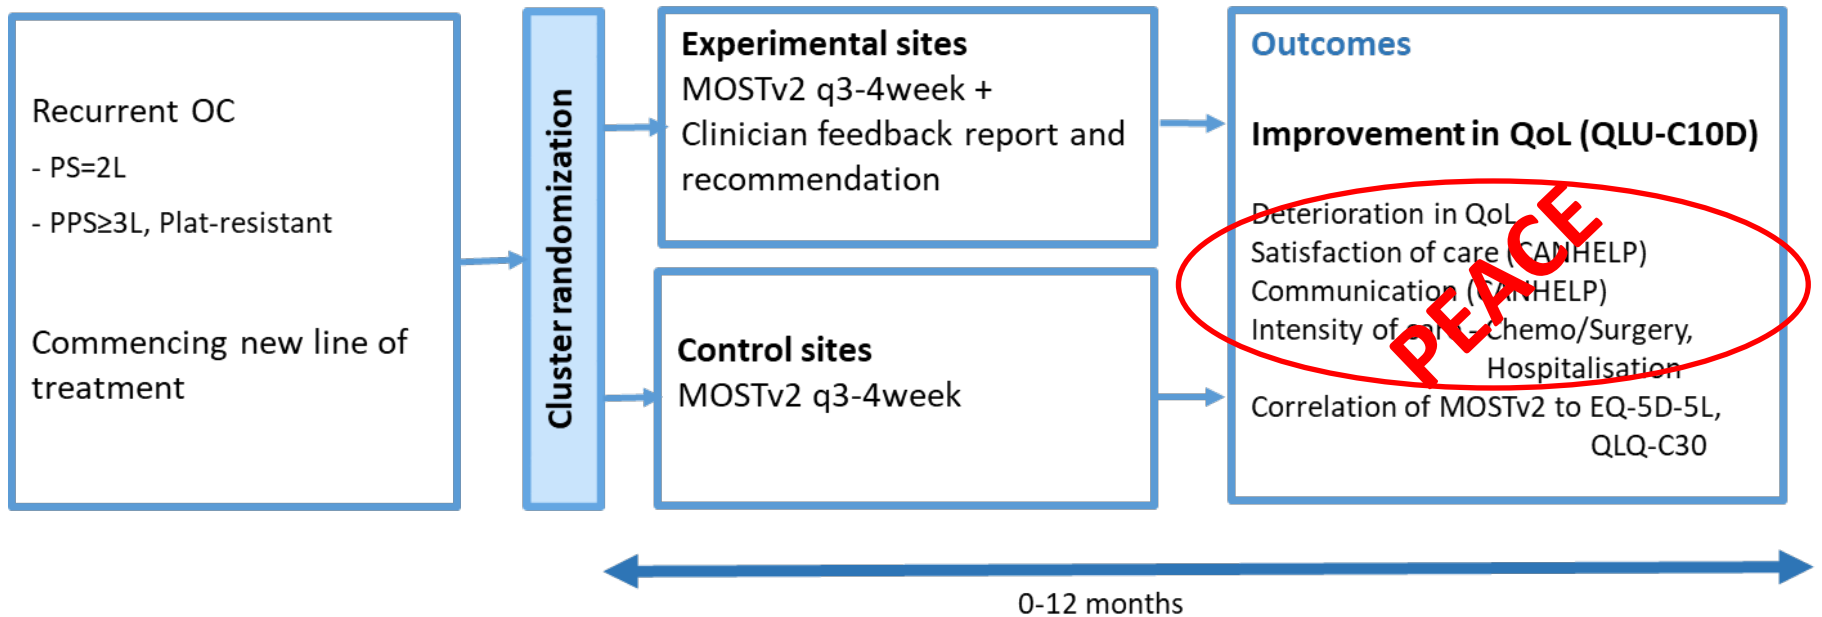 Recurrent OC
- PS=2L
- PPS≥3L, Plat-resistant
Commencing new line of
treatment
Cluster randomization
Experimental sites
MOSTv2 q3-4week +
Clinician feedback report and
recommendation
Control sites
MOSTv2 q3-4week
Outcomes
Improvement in QoL (QLU-C10D)
Deterioration in QoL
Satisfaction of care (CANHELP)
Communication (CANHELP)
Intensity of care - Chemo/Surgery,
Hospitalisation
Correlation of MOSTv2 to EQ-5D-5L,
QLQ-C30
PEACE
0-12 months